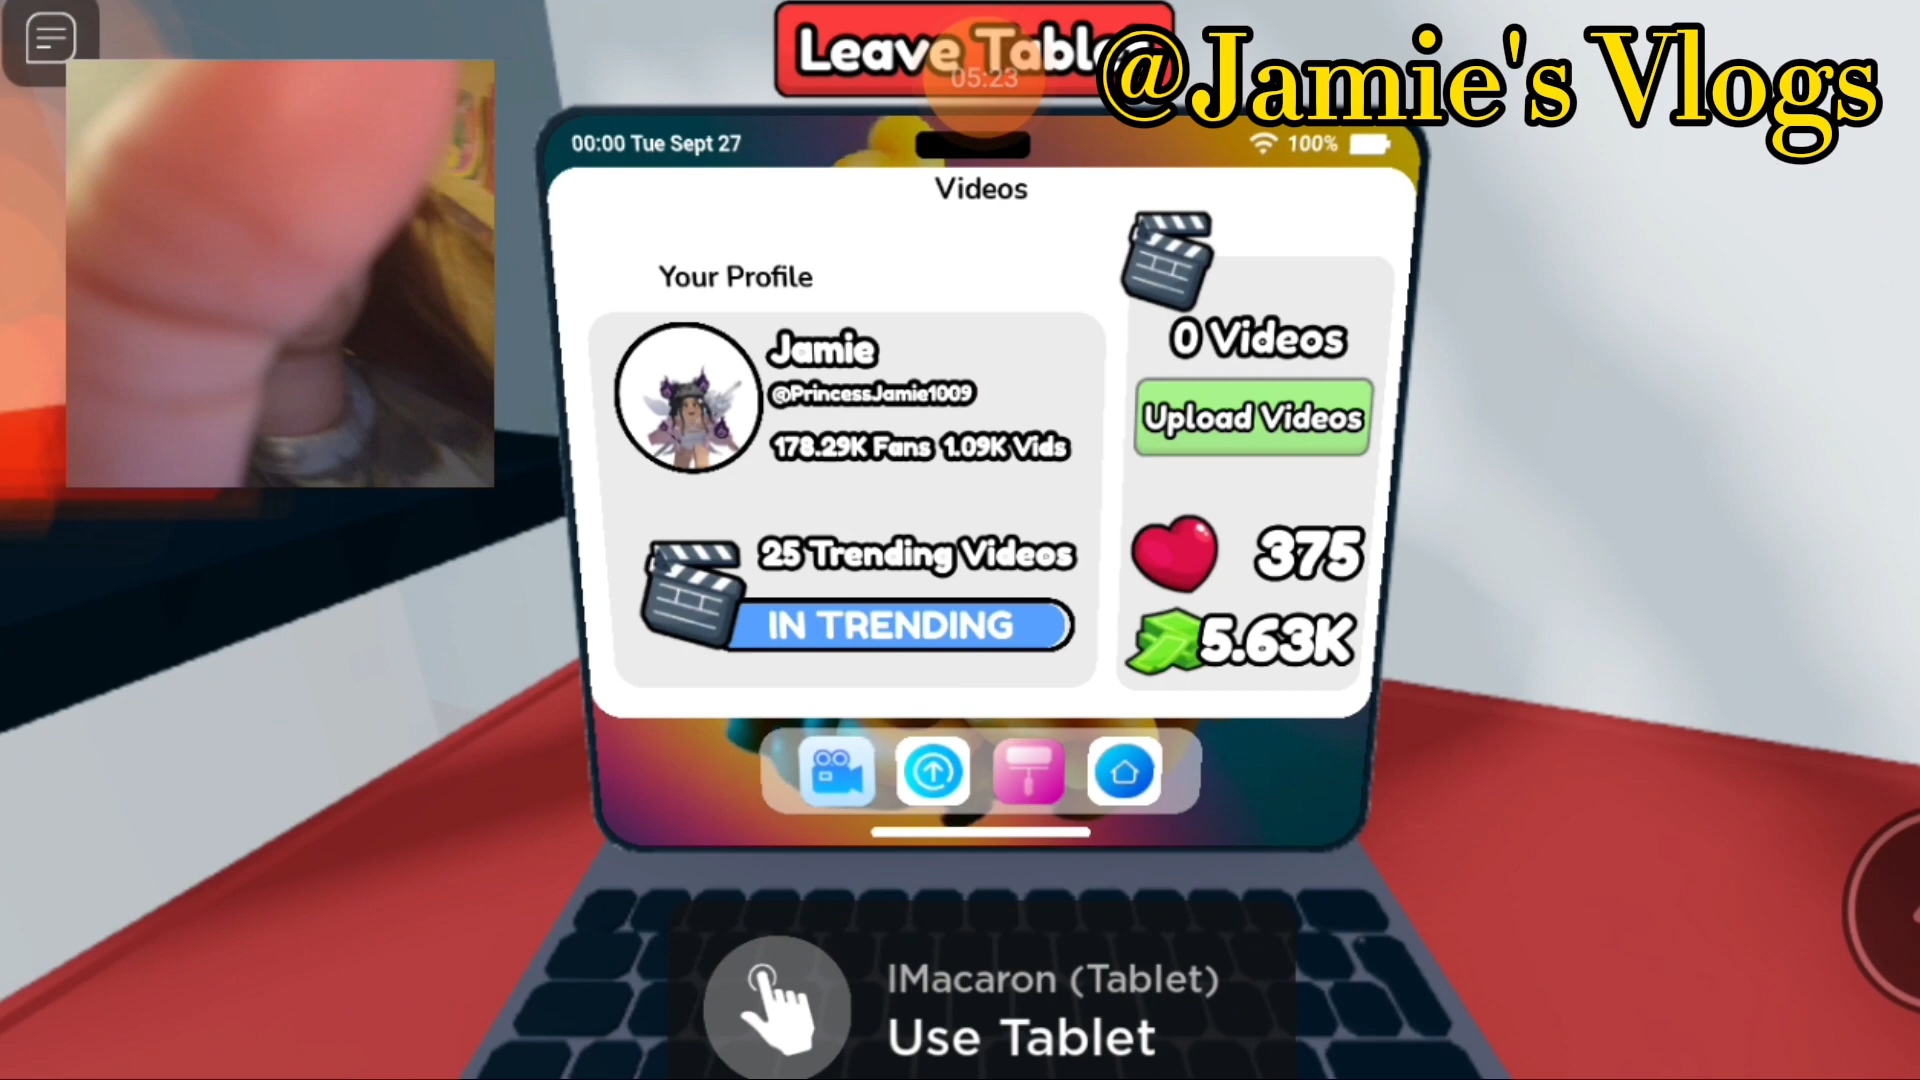 Leave Table
05:23
@Jamie's Vlogs
00:00 Tue Sept 27
100%
Videos
Your Profile
Jamie
@PrincessJamie1009
178.29K Fans 1.09K Vids
25 Trending Videos
IN TRENDING
0 Videos
Upload Videos
375
5.63K
IMacaron (Tablet)
Use Tablet